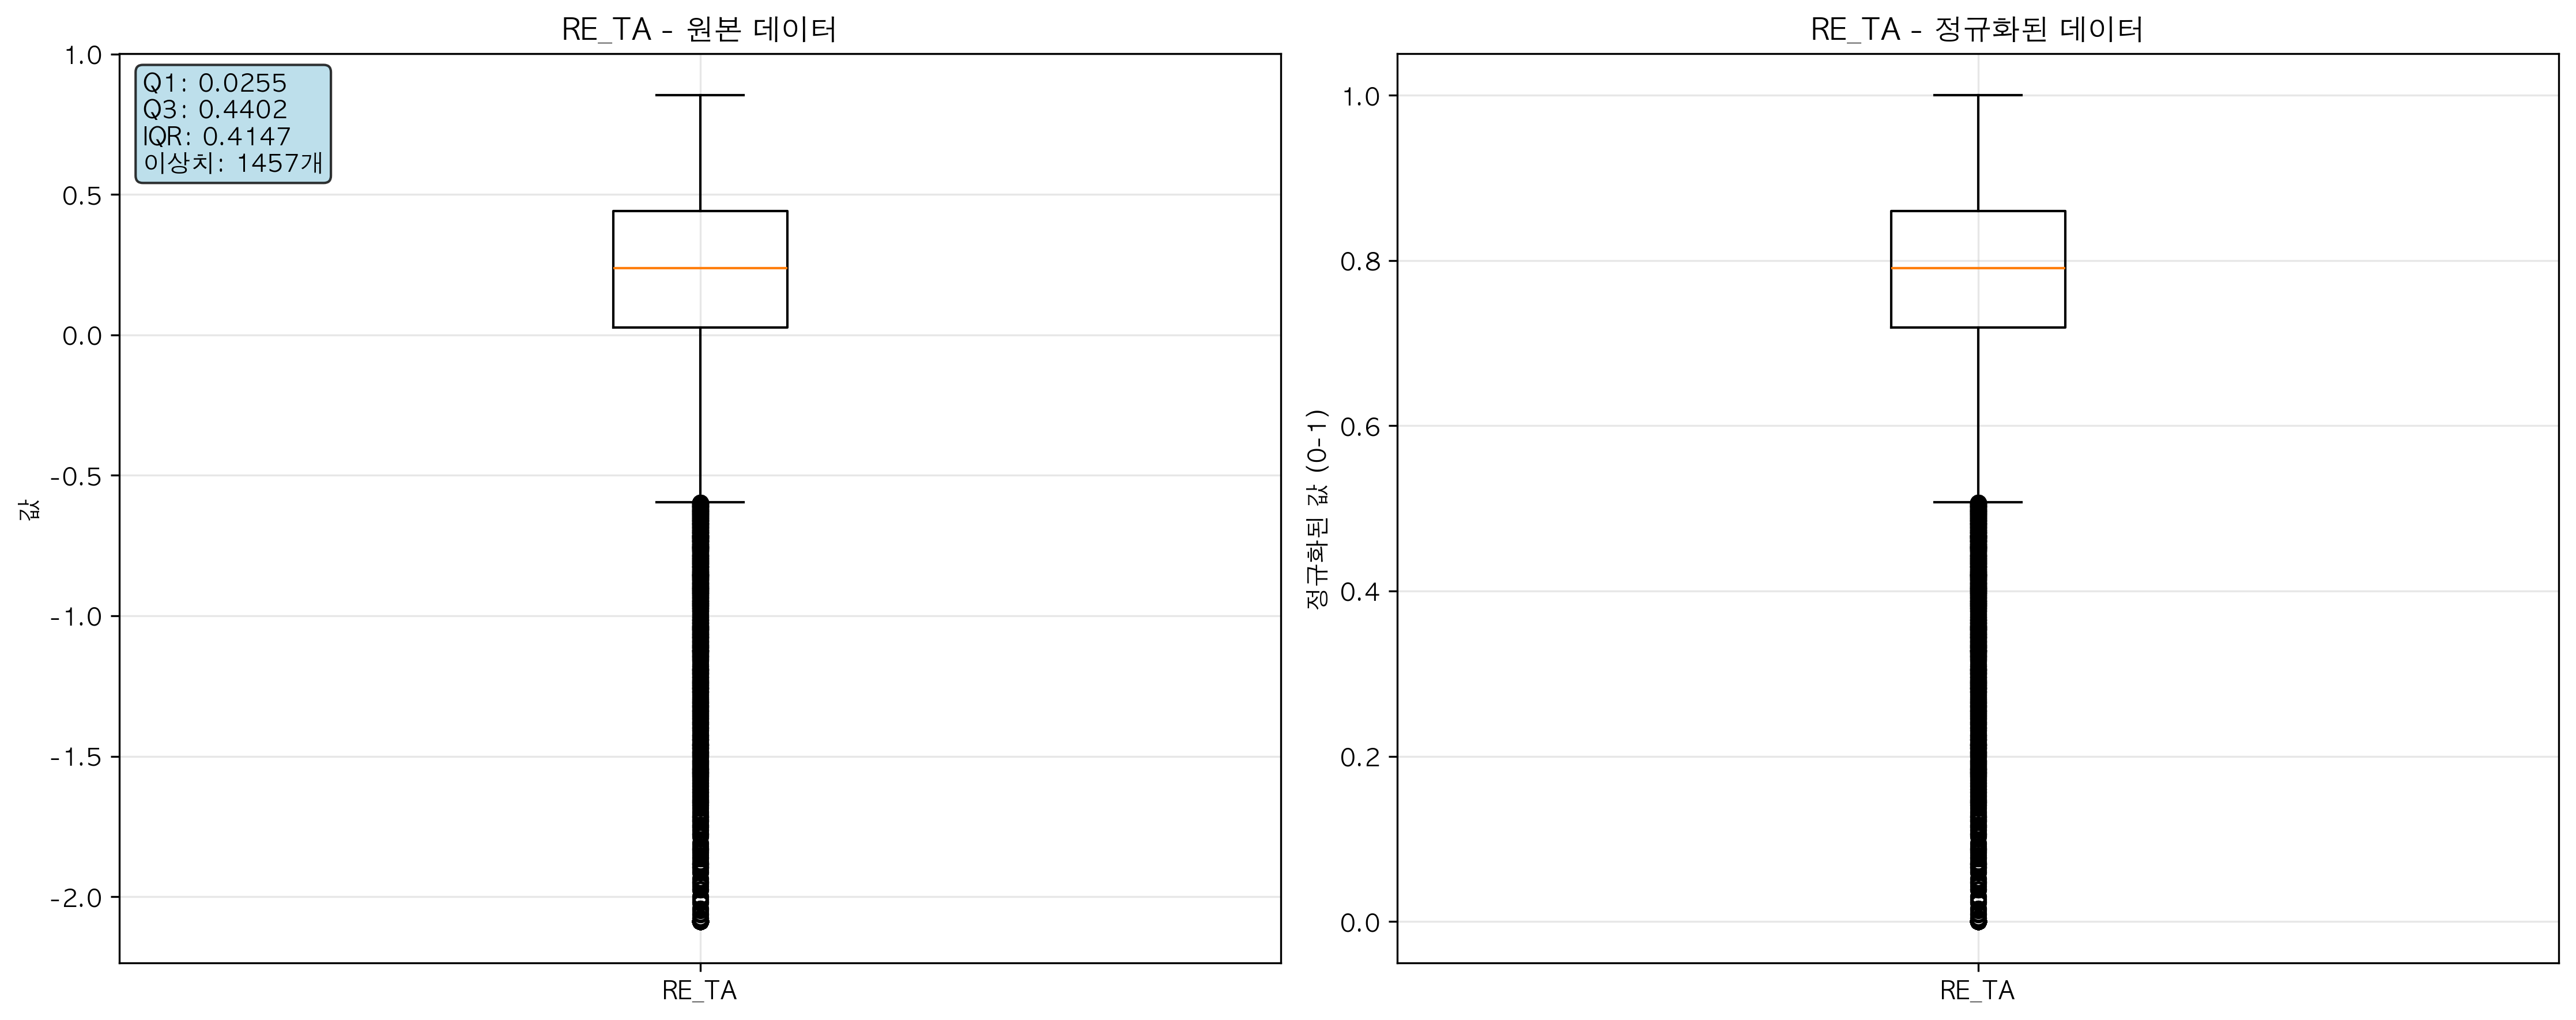 RE_TA - 원본 데이터
1.0
0.5
0.0
-0.5
-1.0
-1.5
-2.0
값
Q1: 0.0255
Q3: 0.4402
IQR: 0.4147
이상치: 1457개
RE_TA
RE_TA - 정규화된 데이터
1.0
0.8
0.6
0.4
0.2
0.0
정규화된 값 (0-1)
RE_TA